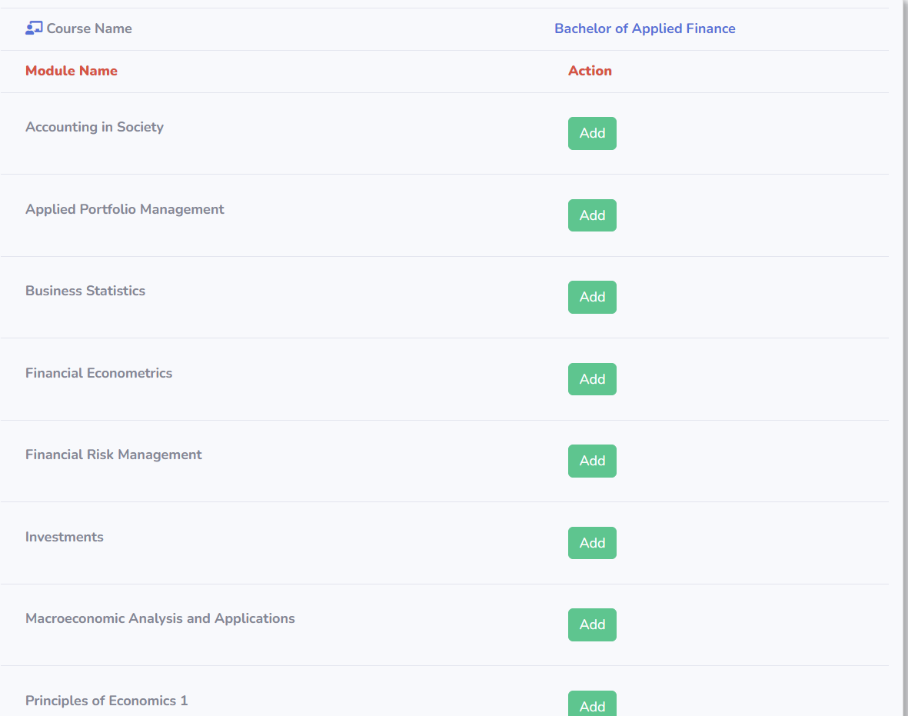 Course Name Bachelor of Applied Finance
Module Name Action
Accounting in Society Add
Applied Portfolio Management Add
Business Statistics Add
Financial Econometrics Add
Financial Risk Management Add
Investments Add
Macroeconomic Analysis and Applications Add
Principles of Economics 1 Add